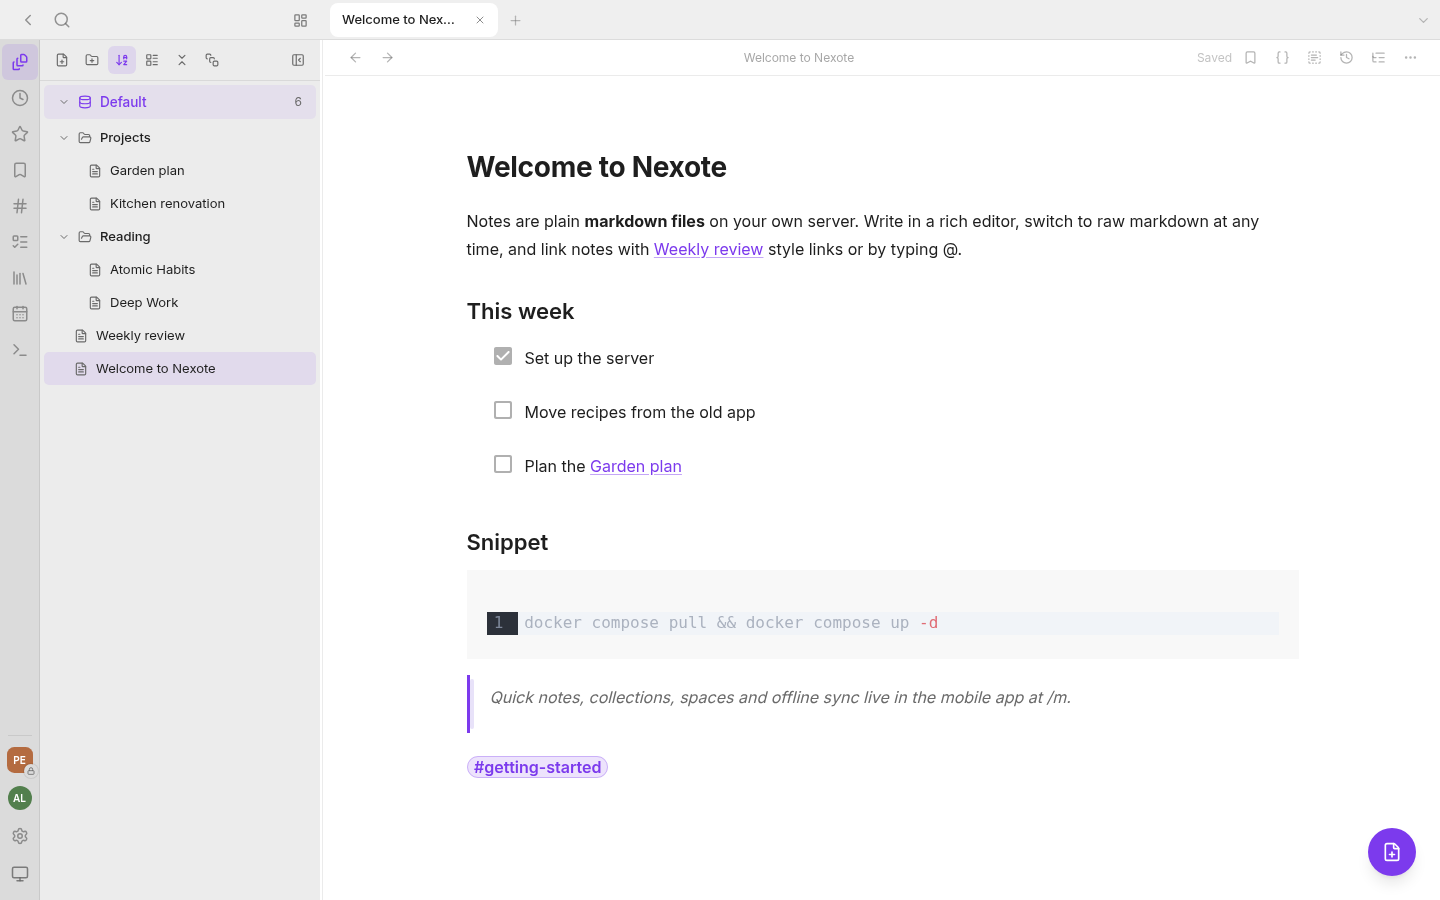 Welcome to Nex...
Default 6
Projects
Garden plan
Kitchen renovation
Reading
Atomic Habits
Deep Work
Weekly review
Welcome to Nexote
PE
AL
Welcome to Nexote
Saved
Welcome to Nexote
Notes are plain markdown files on your own server. Write in a rich editor, switch to raw markdown at any
time, and link notes with Weekly review style links or by typing @.
This week
Set up the server
Move recipes from the old app
Plan the Garden plan
Snippet
1 docker compose pull && docker compose up -d
Quick notes, collections, spaces and offline sync live in the mobile app at /m.
#getting-started